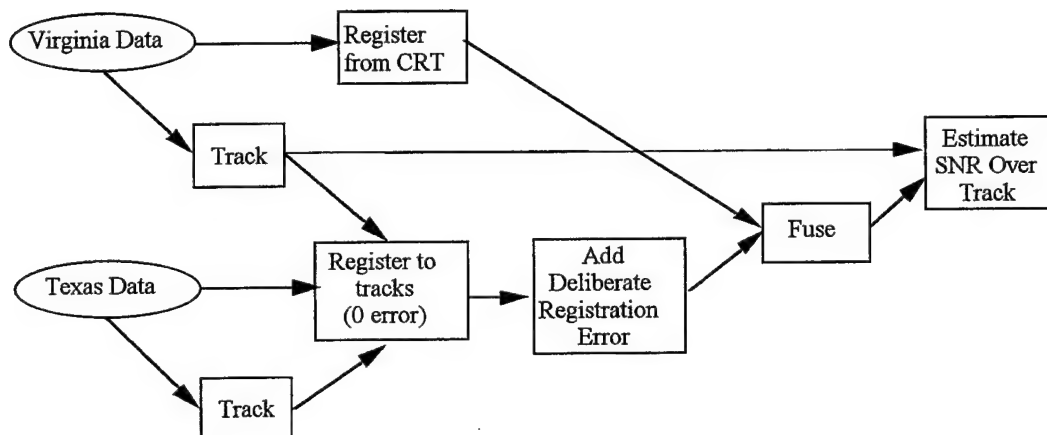 Virginia Data
Register
from CRT
Track
Estimate
SNR Over
Track
Fuse
Texas Data
Register to
tracks
(0 error)
Add
Deliberate
Registration
Error
Track